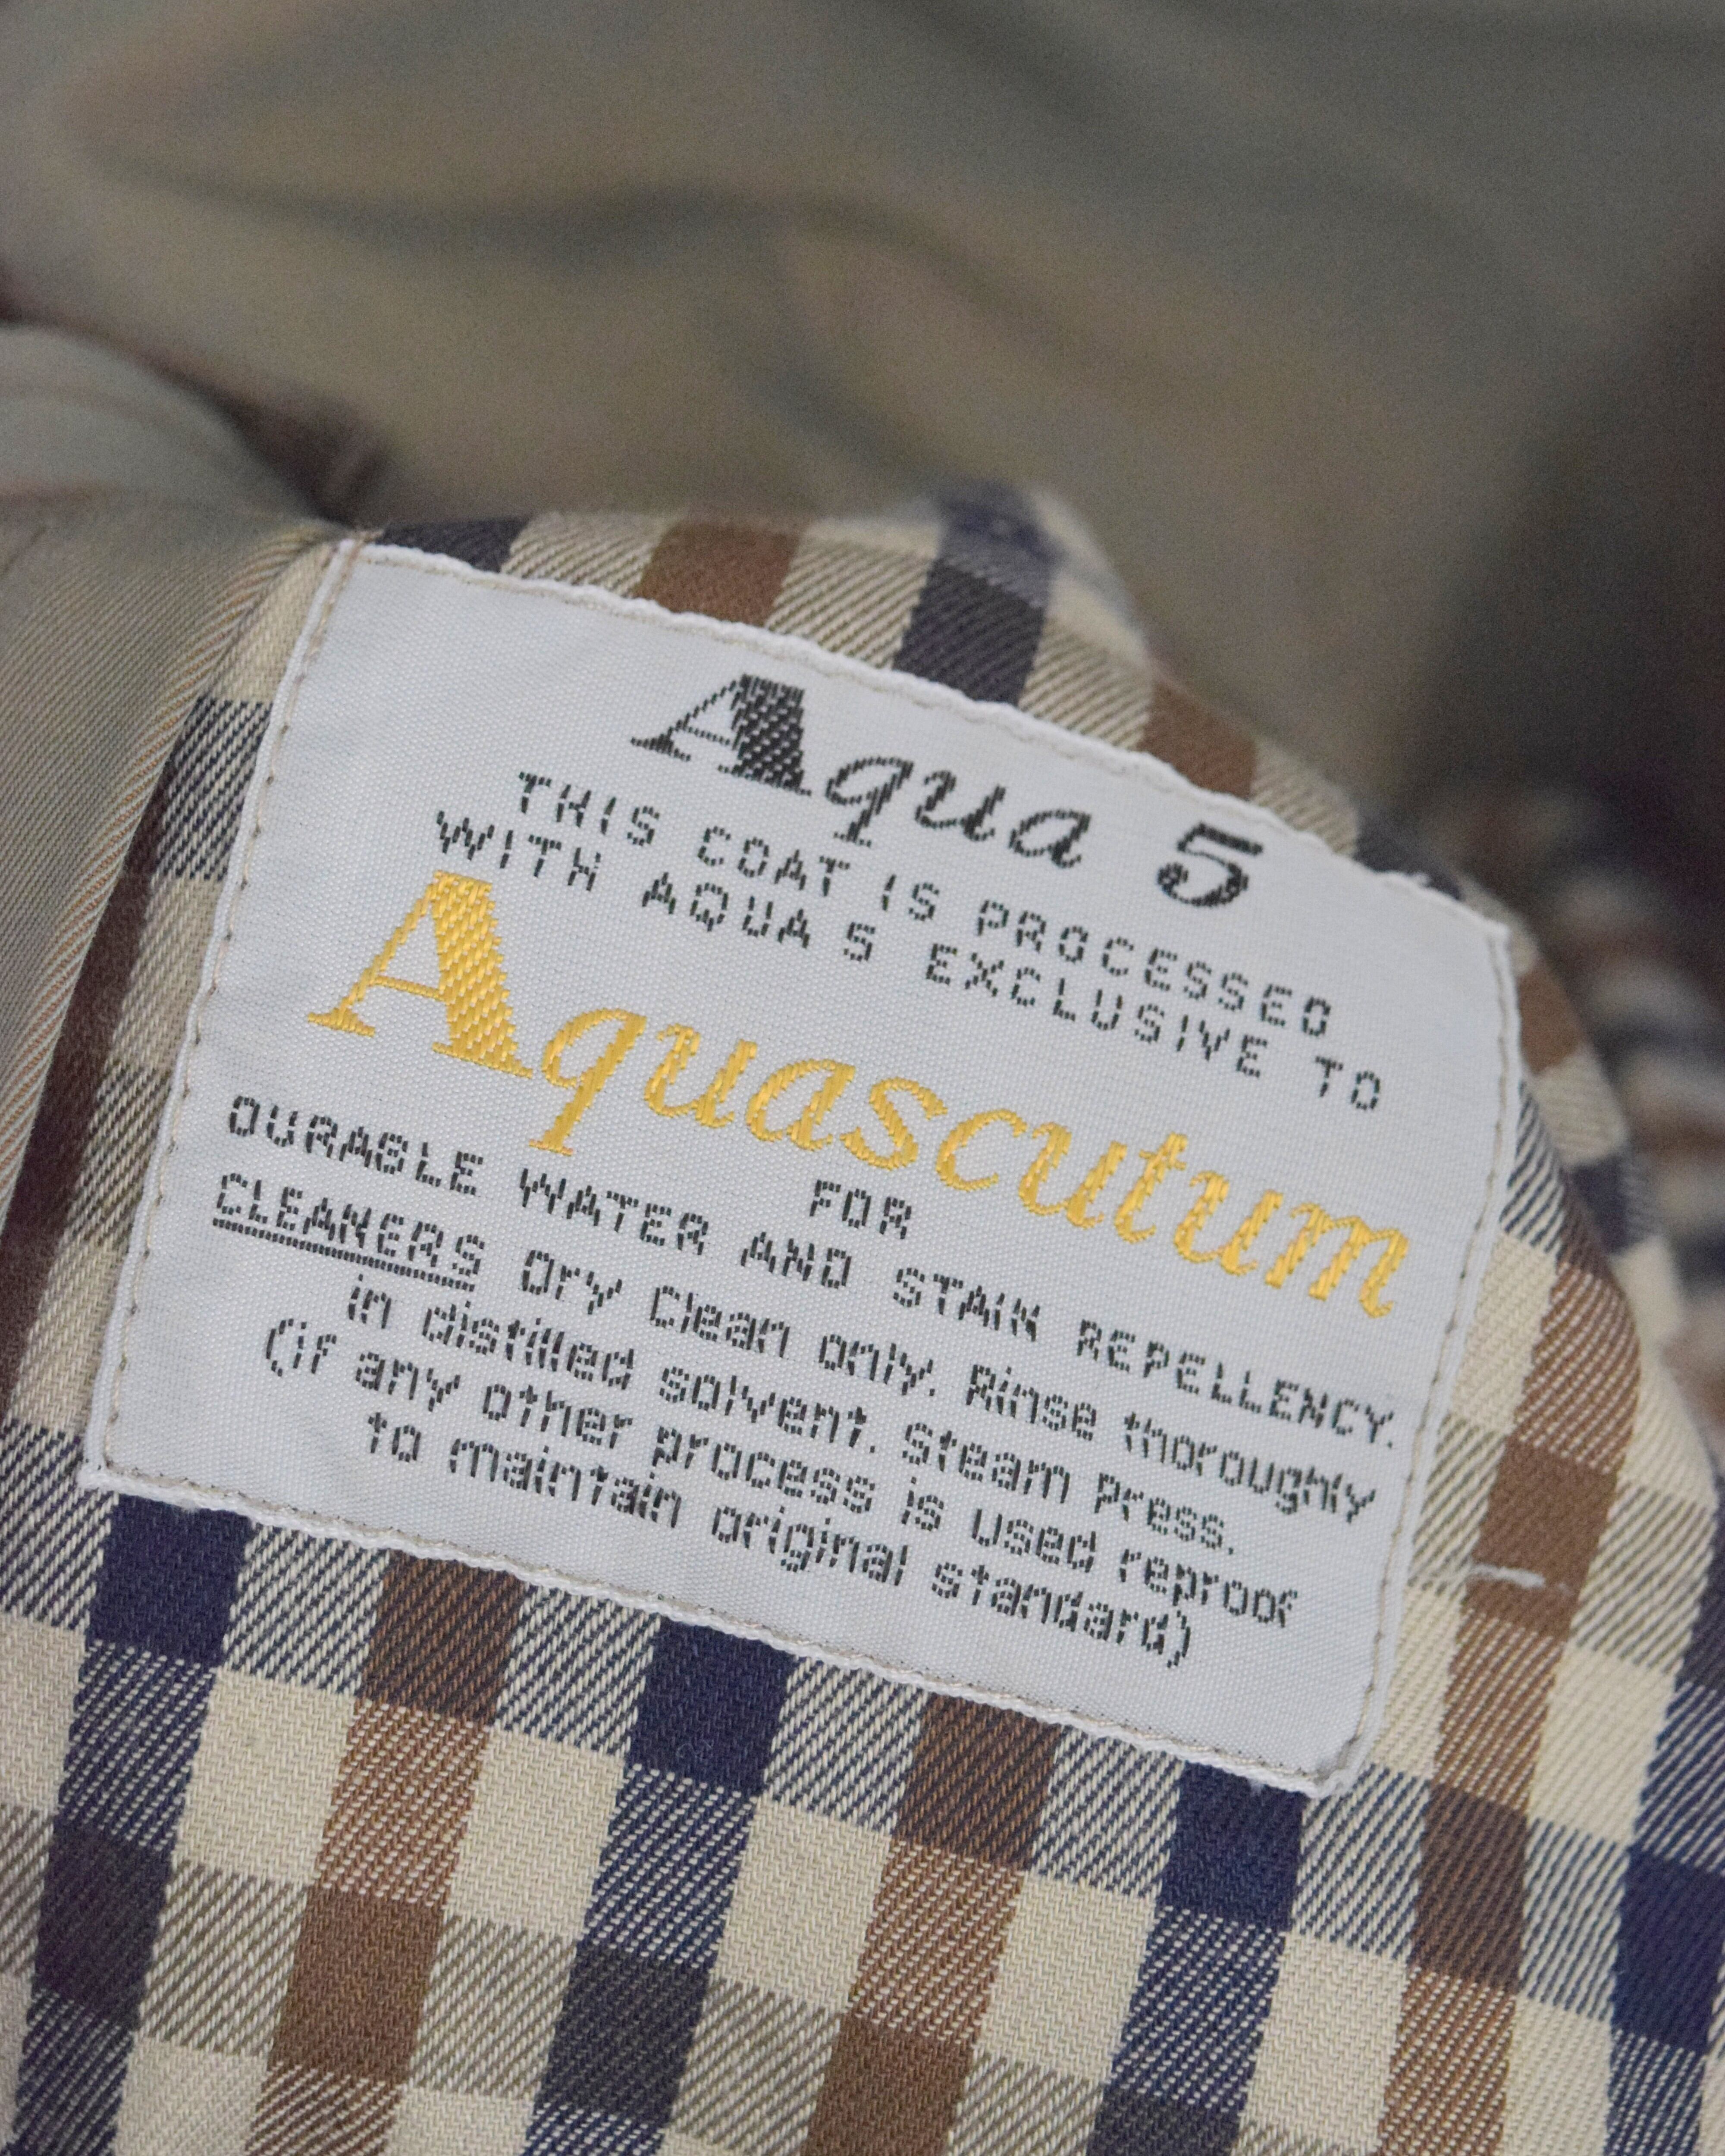 Aqua 5
THIS COAT IS PROCESSED
WITH AQUA 5 EXCLUSIVE TO
Aquascutum
FOR
DURABLE WATER AND STAIN REPELLENCY.
CLEANERS Dry Clean only. Rinse thoroughly
in distilled solvent. Steam Press.
(if any other process is used reproof
to maintain original standard)